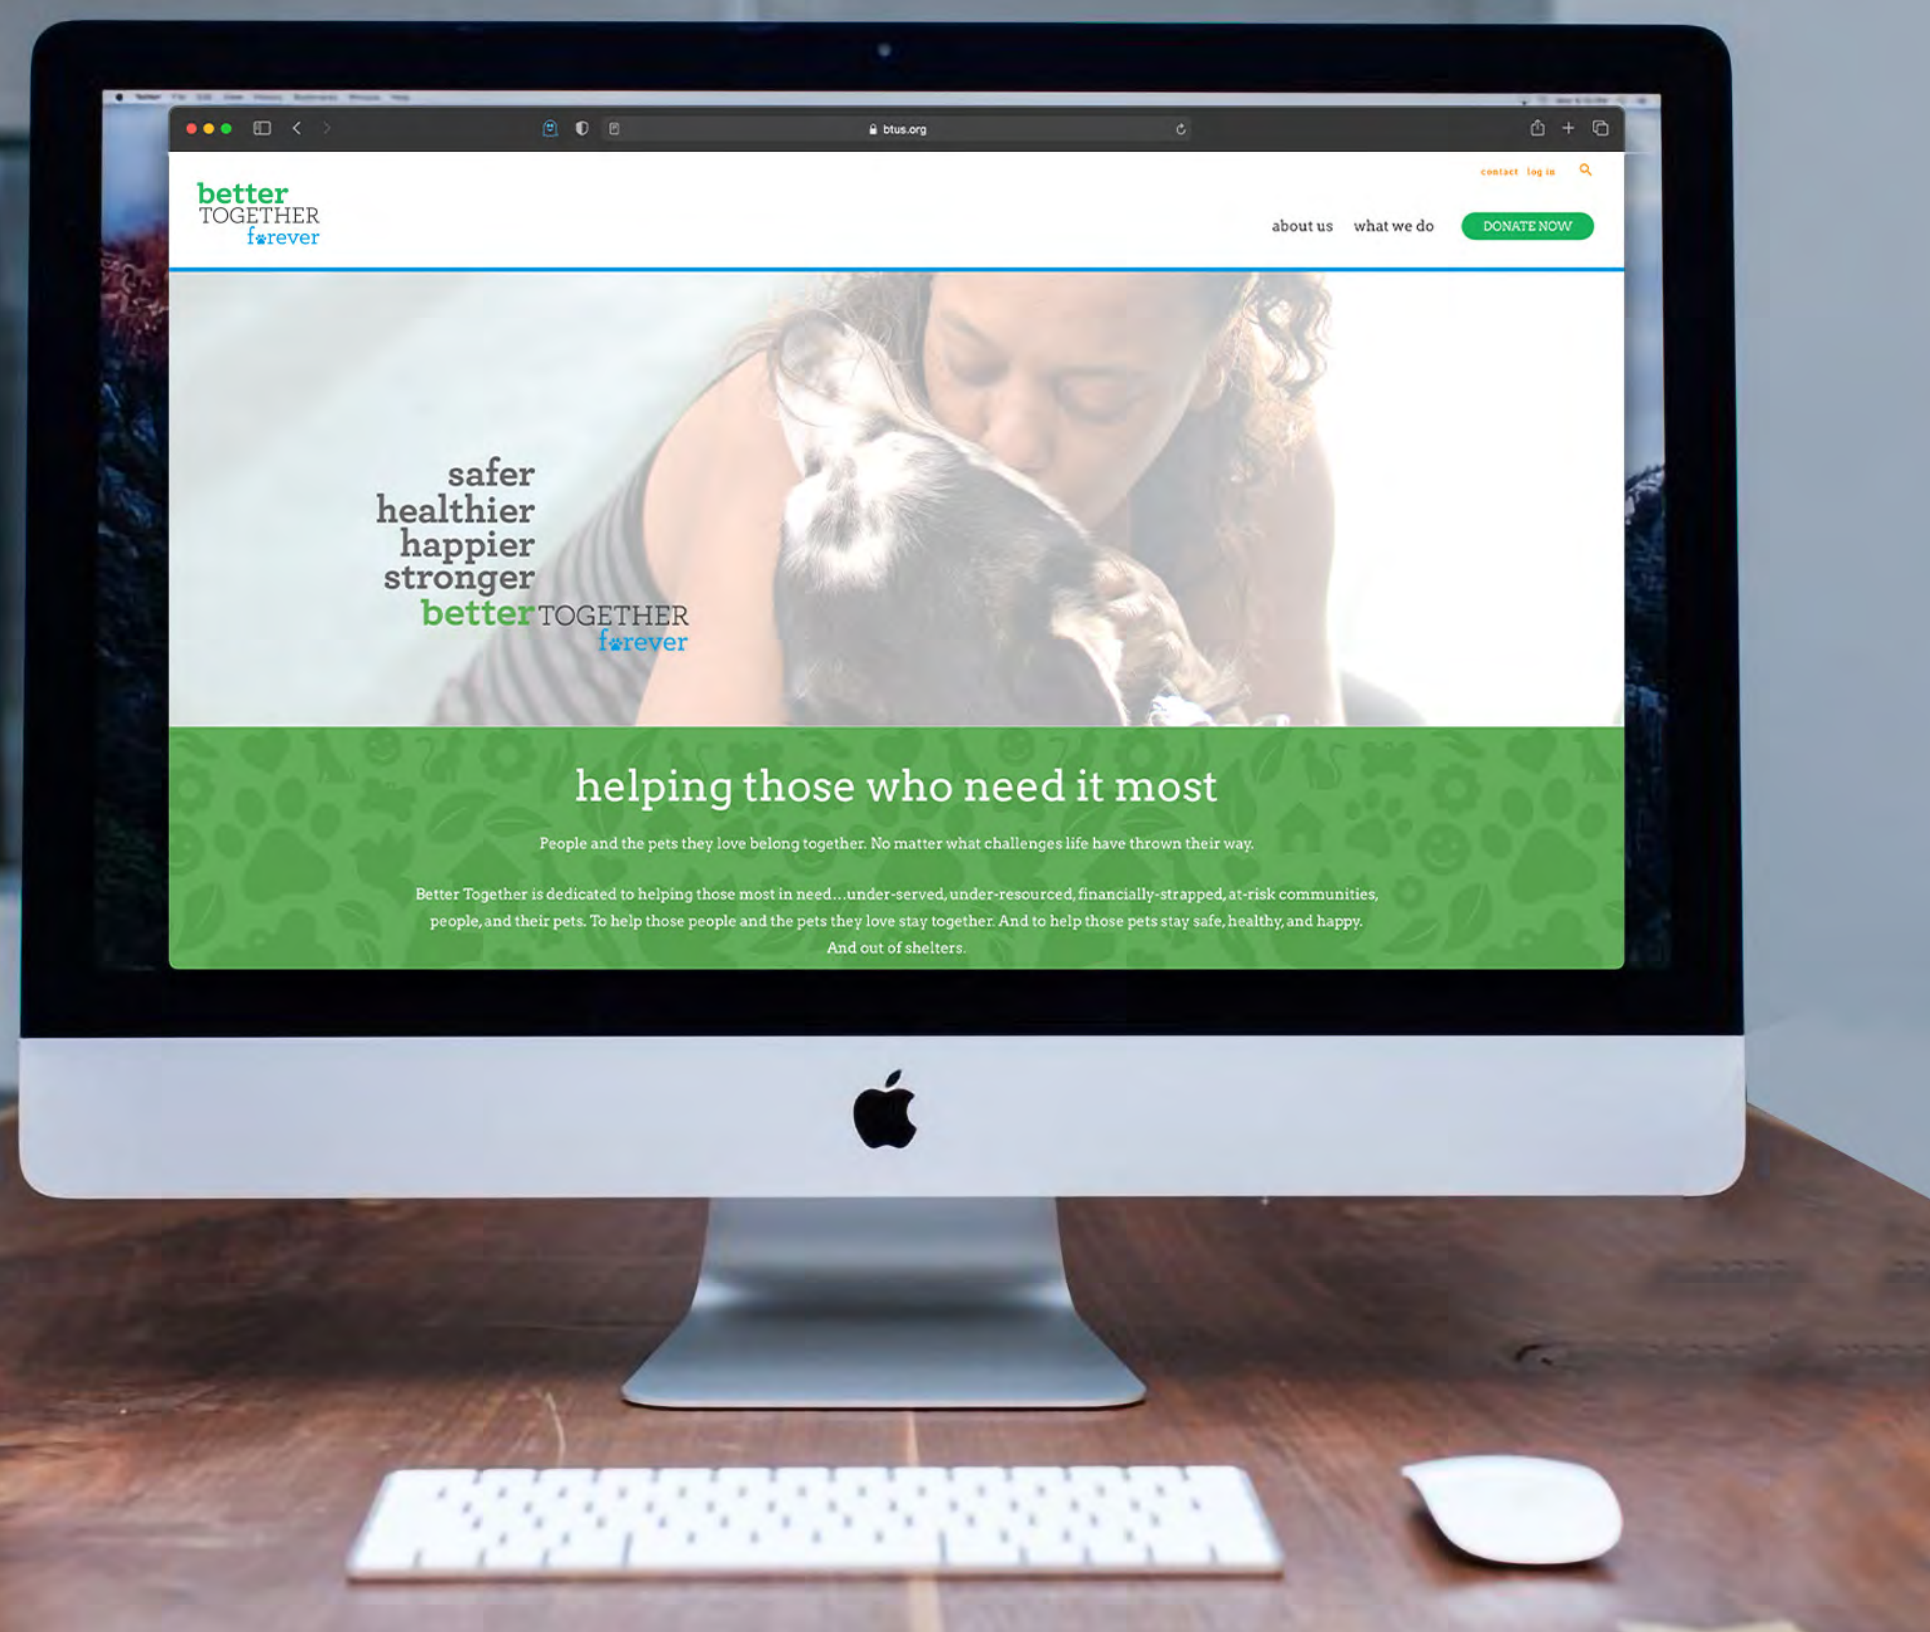 btus.org
contact log in
better
TOGETHER
forever
about us what we do DONATE NOW
safer
healthier
happier
stronger
better TOGETHER
forever
helping those who need it most
People and the pets they love belong together. No matter what challenges life have thrown their way.
Better Together is dedicated to helping those most in need...under-served, under-resourced, financially-strapped, at-risk communities,
people, and their pets. To help those people and the pets they love stay together. And to help those pets stay safe, healthy, and happy.
And out of shelters.